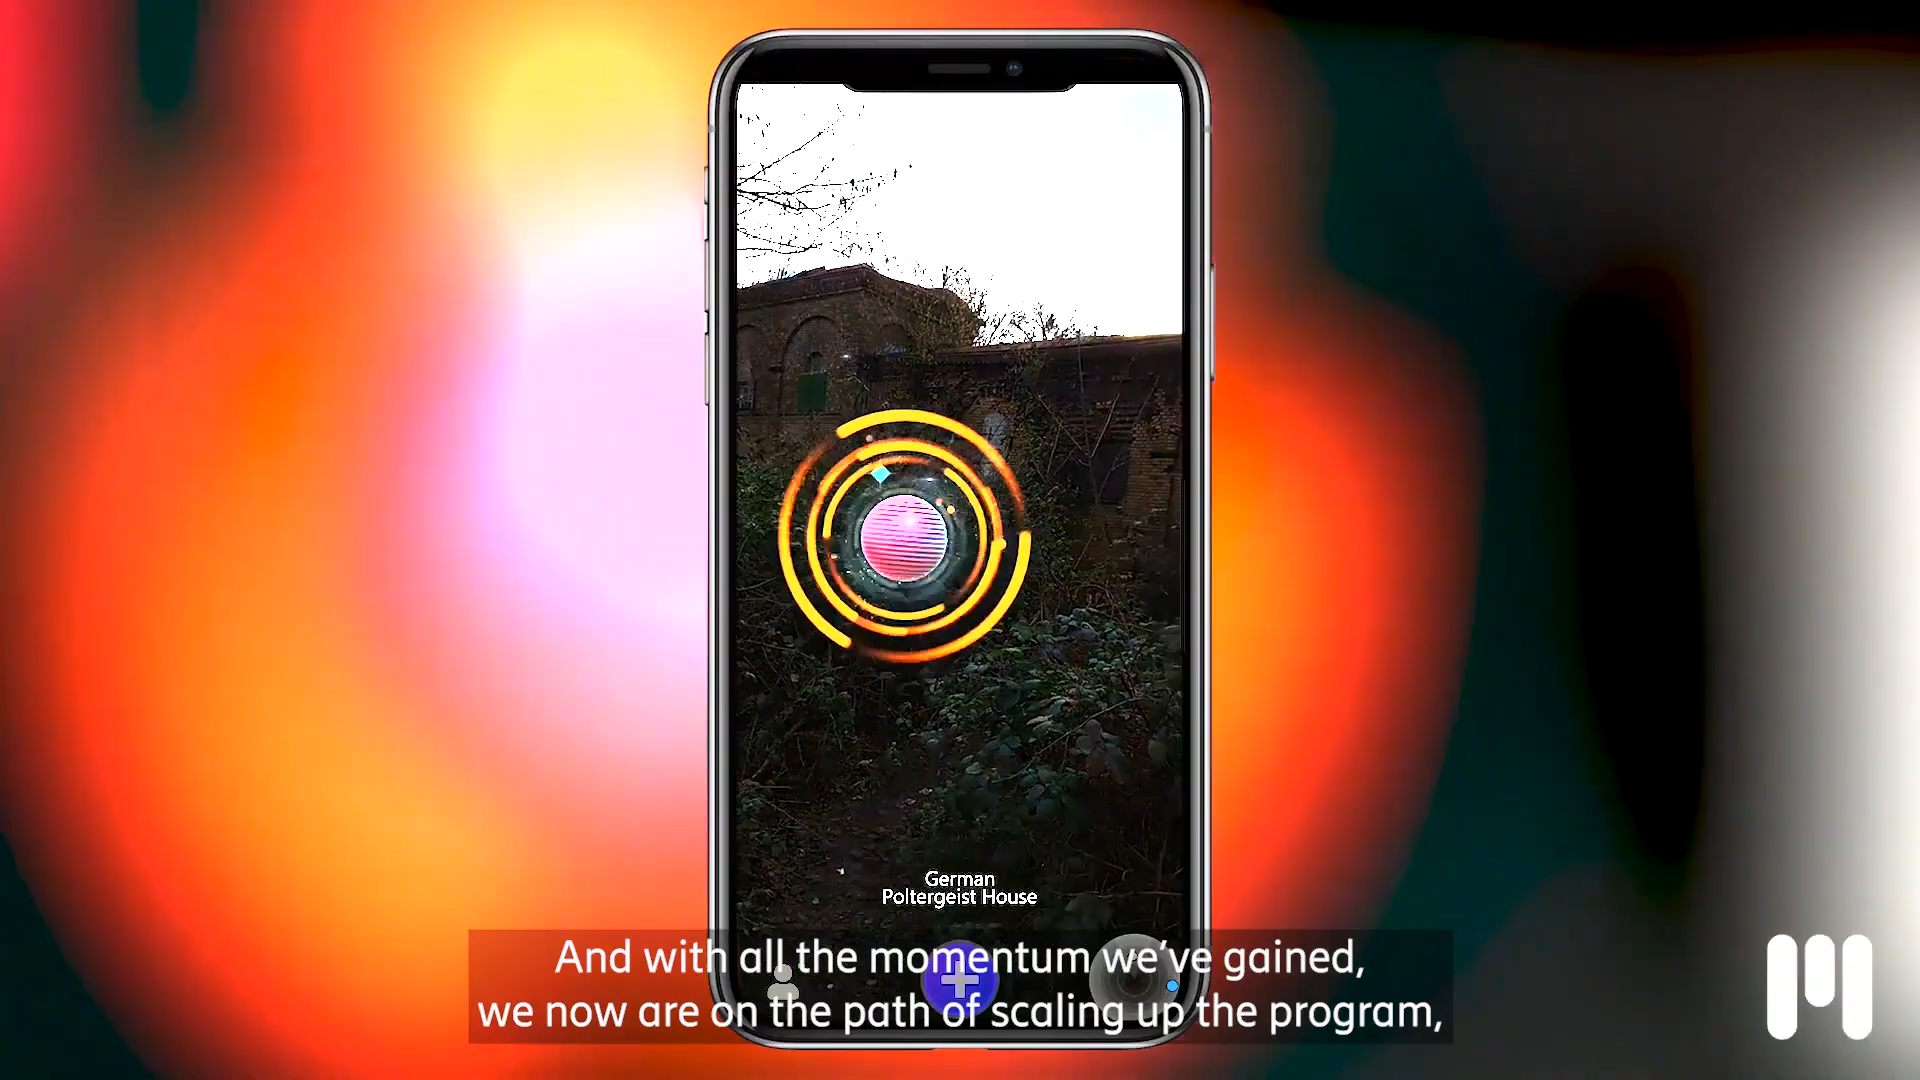 German
Poltergeist House
And with all the momentum we've gained,
we now are on the path of scaling up the program,